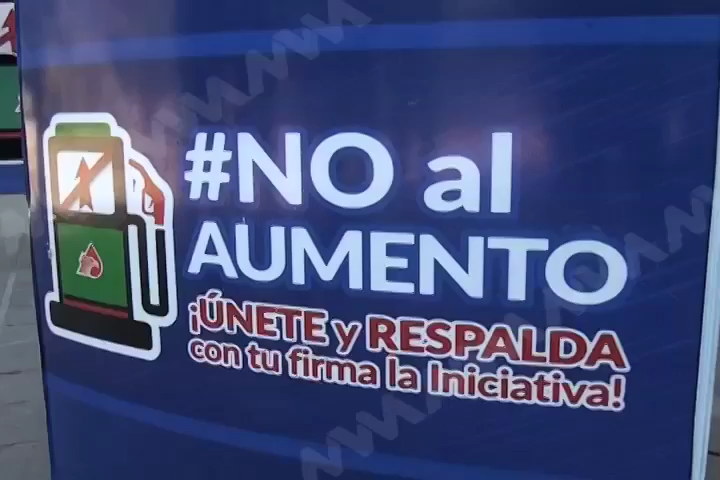 #NO al
AUMENTO
¡ÚNETE y RESPALDA
con tu firma la Iniciativa!